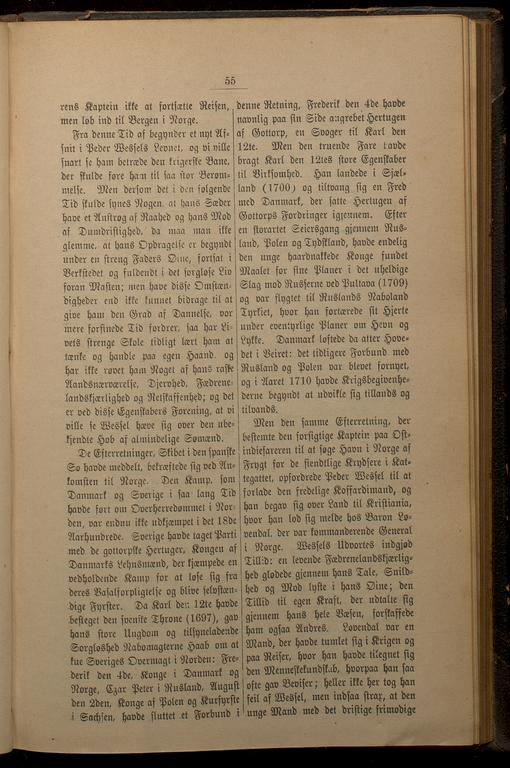 55
rens Kaptein ikke at fortsætte Reisen,
men løb ind til Bergen i Norge.
Fra denne Tid af begynder et nyt Af-
snit i Peder Wessels Levnet, og vi ville
snart se ham betræde den krigerske Bane,
der skulde føre ham til saa stor Berøm-
melse. Men dersom det i den følgende
Tid skulde synes Nogen, at hans Sæder
have et Anstrøg af Raahed og hans Mod
af Dumdristighed, da maa man ikke
glemme, at hans Opdragelse er begyndt
under en streng Faders Øine, fortsat i
Verkstedet og fuldendt i det sorgløse Liv
foran Masten; men have disse Omstæn-
digheder end ikke kunnet bidrage til at
give ham den Grad af Dannelse, vor
mere forfinede Tid fordrer, saa har Li-
vets strenge Skole tidligt lært ham at
tænke og handle paa egen Haand, og
har ikke røvet ham Noget af hans raske
Aandsnærværelse, Djervhed, Fædrene-
landskjærlighed og Retskaffenhed; og det
er ved disse Egenskabers Forening, at vi
ville se Wessel hæve sig over den ube-
kjendte Hob af almindelige Sømænd.
De Efterretninger, Skibet i den spanske
Sø havde meddelt, bekræftede sig ved An-
komsten til Norge. Den Kamp, som
Danmark og Sverige i saa lang Tid
havde ført om Overherredømmet i Nor-
den, var endnu ikke udkjæmpet i det 18de
Aarhundrede. Sverige havde taget Parti
med de gottorpske Hertuger, Kongen af
Danmarks Lehnsmænd, der kjæmpede en
vedholdende Kamp for at løse sig fra
deres Vasalforpligtelse og blive selvstæn-
dige Fyrster. Da Karl den 12te havde
besteget den svenske Throne (1697), gav
hans store Ungdom og tilsyneladende
Sorgløshed Nabomagterne Haab om at
kue Sveriges Overmagt i Norden: Fre-
derik den 4de, Konge i Danmark og
Norge, Czar Peter i Rusland, August
den 2den, Konge af Polen og Kurfyrste
i Sachsen, havde sluttet et Forbund i
denne Retning, Frederik den 4de havde
navnlig paa sin Side angrebet Hertugen
af Gottorp, en Svoger til Karl den
12te. Men den truende Fare havde
bragt Karl den 12tes store Egenskaber
til Virksomhed. Han landede i Sjæl-
land (1700) og tiltvang sig en Fred
med Danmark, der satte Hertugen af
Gottorps Fordringer igjennem. Efter
en storartet Seiersgang gjennem Rus-
land, Polen og Tydskland, havde endelig
den unge haardnakkede Konge fundet
Maalet for sine Planer i det uheldige
Slag mod Russerne ved Pultava (1709)
og var flygtet til Ruslands Naboland
Tyrkiet, hvor han fortærede sit Hjerte
under eventyrlige Planer om Hevn og
Lykke. Danmark løftede da atter Hove-
det i Veiret: det tidligere Forbund med
Rusland og Polen var blevet fornyet,
og i Aaret 1710 havde Krigsbegivenhe-
derne begyndt at udvikle sig tillands og
tilvands.
Men den samme Efterretning, der
bestemte den forsigtige Kaptein paa Ost-
indiefareren til at søge Havn i Norge af
Frygt for de fiendtlige Krydsere i Kat-
tegattet, opfordrede Peder Wessel til at
forlade den fredelige Koffardimand, og
han begav sig over Land til Kristiania,
hvor han lod sig melde hos Baron Lø-
vendal, der var kommanderende General
i Norge. Wessels Udvortes indgjød
Tillid: en levende Fædrenelandskjærlig-
hed glødede gjennem hans Tale, Snild-
hed og Mod lyste i hans Øine; den
Tillid til egen Kraft, der udtalte sig
gjennem hans hele Væsen, forskaffede
ham ogsaa Andres. Løvendal var en
Mand, der havde tumlet sig i Krigen og
paa Reiser, hvor han havde tilegnet sig
den Menneskekundskab, hvorpaa han saa
ofte gav Beviser; heller ikke her tog han
feil af Wessel, men indsaa strax, at den
unge Mand med det dristige frimodige